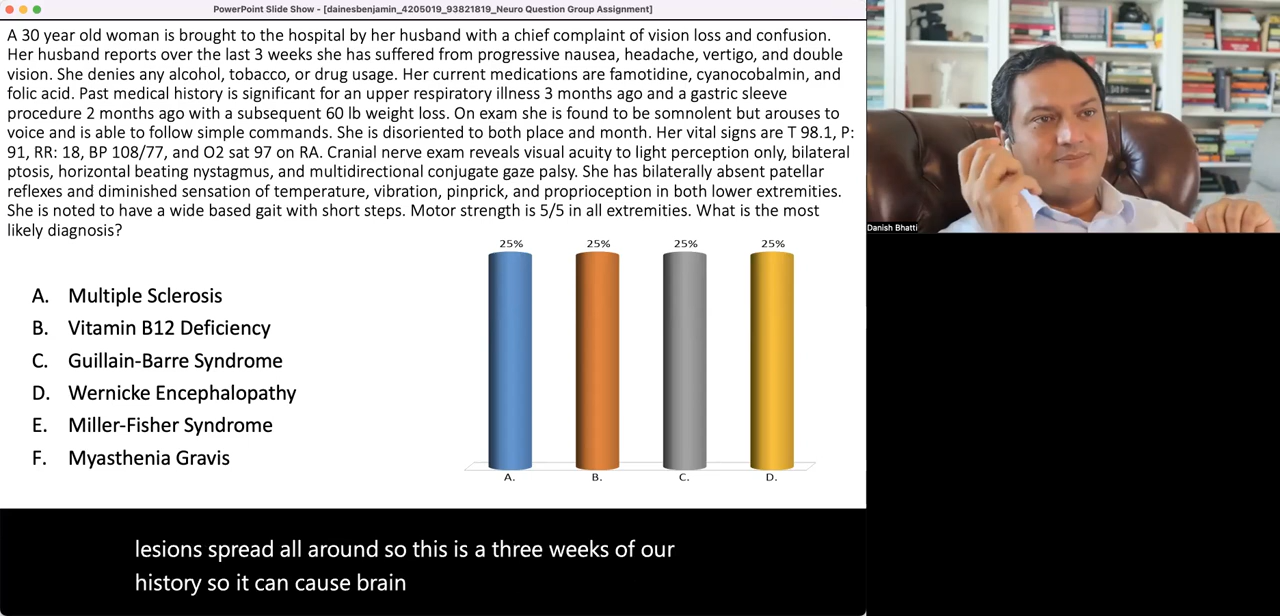 PowerPoint Slide Show - [dainesbenjamin_4205019_93821819_Neuro Question Group Assignment]
A 30 year old woman is brought to the hospital by her husband with a chief complaint of vision loss and confusion.
Her husband reports over the last 3 weeks she has suffered from progressive nausea, headache, vertigo, and double
vision. She denies any alcohol, tobacco, or drug usage. Her current medications are famotidine, cyanocobalmin, and
folic acid. Past medical history is significant for an upper respiratory illness 3 months ago and a gastric sleeve
procedure 2 months ago with a subsequent 60 lb weight loss. On exam she is found to be somnolent but arouses to
voice and is able to follow simple commands. She is disoriented to both place and month. Her vital signs are T 98.1, P:
91, RR: 18, BP 108/77, and O2 sat 97 on RA. Cranial nerve exam reveals visual acuity to light perception only, bilateral
ptosis, horizontal beating nystagmus, and multidirectional conjugate gaze palsy. She has bilaterally absent patellar
reflexes and diminished sensation of temperature, vibration, pinprick, and proprioception in both lower extremities.
She is noted to have a wide based gait with short steps. Motor strength is 5/5 in all extremities. What is the most
likely diagnosis?
25% 25% 25% 25%
A. Multiple Sclerosis
B. Vitamin B12 Deficiency
C. Guillain-Barre Syndrome
D. Wernicke Encephalopathy
E. Miller-Fisher Syndrome
F. Myasthenia Gravis
A. B. C. D.
Danish Bhatti
lesions spread all around so this is a three weeks of our
history so it can cause brain